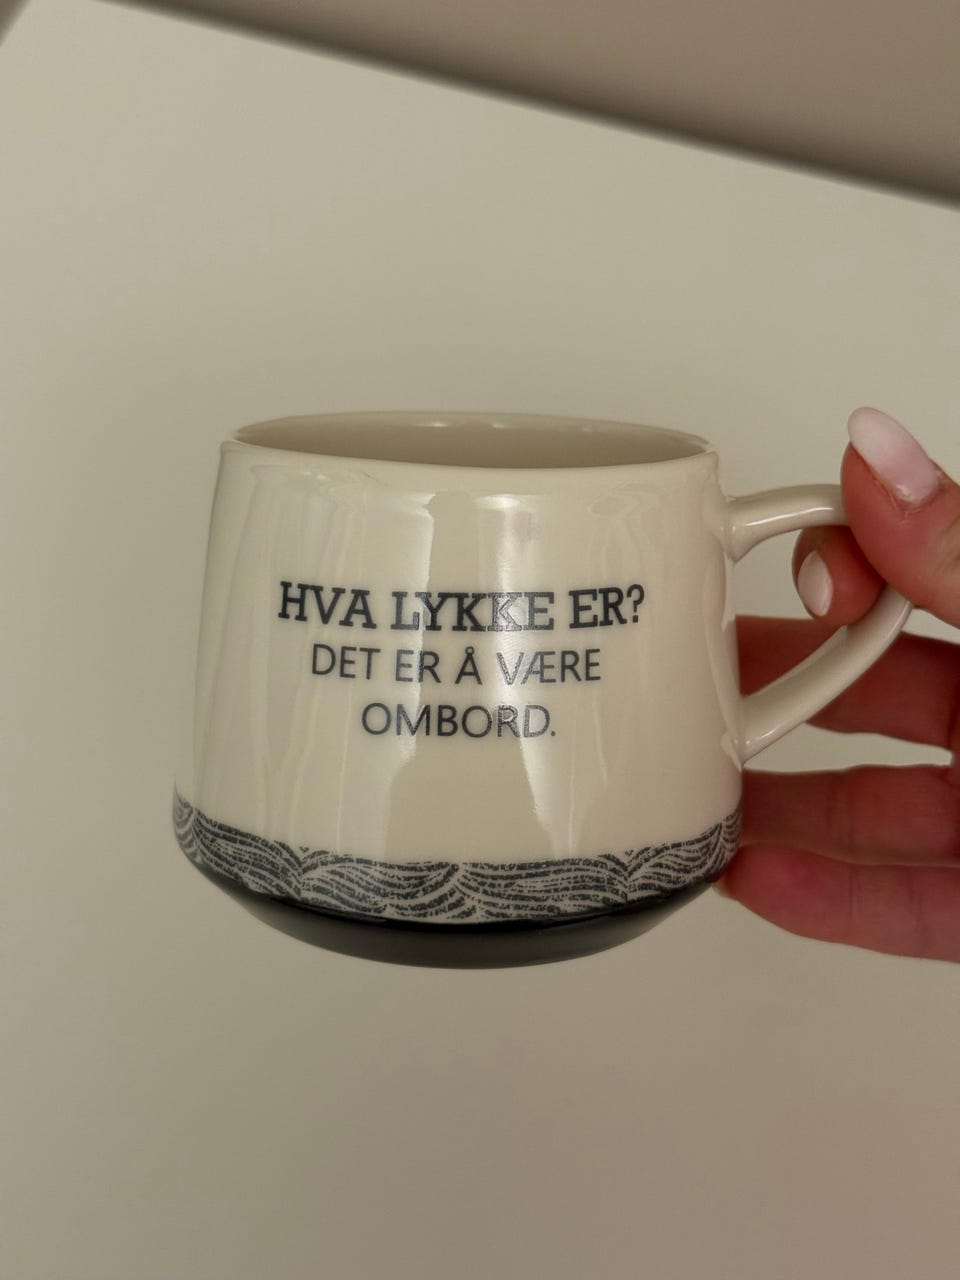 HVA LYKKE ER?
DET ER Å VÆRE
OMBORD.